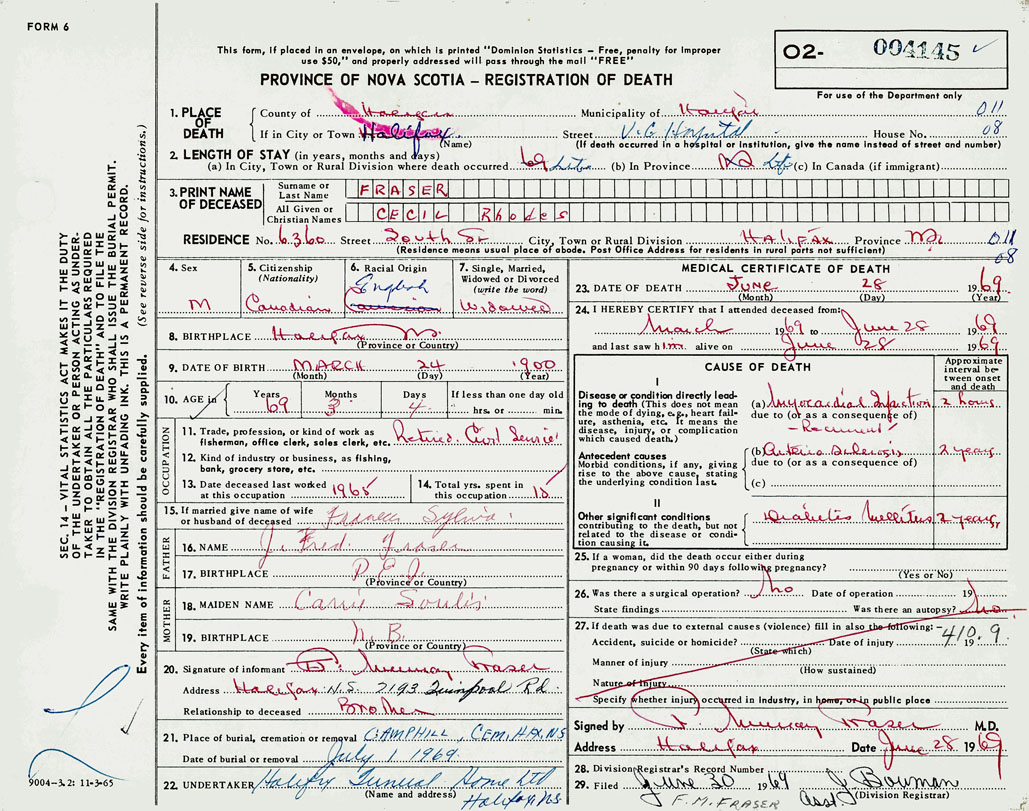 FORM 6
This form, if placed in an envelope, on which is printed "Dominion Statistics – Free, penalty for improper
use $50," and properly addressed will pass through the mail "FREE"
PROVINCE OF NOVA SCOTIA – REGISTRATION OF DEATH
O2- 004145
For use of the Department only
SEC. 14 – VITAL STATISTICS ACT MAKES IT THE DUTY
OF THE UNDERTAKER OR PERSON ACTING AS UNDER-
TAKER TO OBTAIN ALL THE PARTICULARS REQUIRED
IN THE "REGISTRATION OF DEATH" AND TO FILE THE
SAME WITH THE DIVISION REGISTRAR WHO SHALL ISSUE THE BURIAL PERMIT.
WRITE PLAINLY WITH UNFADING INK. THIS IS A PERMANENT RECORD.
Every item of information should be carefully supplied. (See reverse side for instructions.)
1. PLACE OF DEATH
County of Halifax Municipality of Halifax 011
If in City or Town Halifax Street V.G. Hospital House No. 08
(Name) (If death occurred in a hospital or institution, give the name instead of street and number)
2. LENGTH OF STAY (in years, months and days)
(a) In City, Town or Rural Division where death occurred 69 (b) In Province (c) In Canada (if immigrant)
3. PRINT NAME OF DECEASED
Surname or Last Name FRASER
All Given or Christian Names CECIL Rhodes
RESIDENCE No. 6360 Street South St City, Town or Rural Division HALIFAX Province 011
(Residence means usual place of abode. Post Office Address for residents in rural parts not sufficient) 08
4. Sex M
5. Citizenship (Nationality) Canadian
6. Racial Origin English
7. Single, Married, Widowed or Divorced (write the word) Widowed
8. BIRTHPLACE Halifax
(Province or Country)
9. DATE OF BIRTH MARCH 24 1900
(Month) (Day) (Year)
10. AGE in Years 69 Months 3 Days 4 If less than one day old hrs. or min.
OCCUPATION
11. Trade, profession, or kind of work as fisherman, office clerk, sales clerk, etc. Retired Civil Service
12. Kind of industry or business, as fishing, bank, grocery store, etc.
13. Date deceased last worked at this occupation 1965
14. Total yrs. spent in this occupation 15
15. If married give name of wife or husband of deceased Frances Sylvia
FATHER
16. NAME J. Fred. Fraser
17. BIRTHPLACE P.E.I.
(Province or Country)
MOTHER
18. MAIDEN NAME Carrie Soulis
19. BIRTHPLACE N.B.
(Province or Country)
20. Signature of informant Murray Fraser
Address Halifax N.S. 2193 Quinpool Rd.
Relationship to deceased Brother
21. Place of burial, cremation or removal CAMPHILL, CEM, HFX, NS
Date of burial or removal July 1 1969
22. UNDERTAKER Halifax Funeral Home Ltd
(Name and address) Halifax, NS
9004-3.2: 11-3-65
MEDICAL CERTIFICATE OF DEATH
23. DATE OF DEATH JUNE 28 1969
(Month) (Day) (Year)
24. I HEREBY CERTIFY that I attended deceased from:
March 1969 to June 28 1969
and last saw him alive on June 28 1969
CAUSE OF DEATH
Approximate interval between onset and death
I
Disease or condition directly leading to death (This does not mean the mode of dying, e.g., heart failure, asthenia, etc. It means the disease, injury, or complication which caused death.)
(a) Myocardial Infarction 2 hours
due to (or as a consequence of)
- Recurrent
Antecedent causes
Morbid conditions, if any, giving rise to the above cause, stating the underlying condition last.
(b) Arteriosclerosis 2 years
due to (or as a consequence of)
(c)
II
Other significant conditions contributing to the death, but not related to the disease or condition causing it.
Diabetis Mellitus 2 years,
25. If a woman, did the death occur either during pregnancy or within 90 days following pregnancy?
(Yes or No)
26. Was there a surgical operation? no Date of operation 19
State findings Was there an autopsy? no
27. If death was due to external causes (violence) fill in also the following: – 410.9
Accident, suicide or homicide? Date of injury 19
(State which)
Manner of injury
(How sustained)
Nature of Injury
Specify whether injury occurred in industry, in home, or in public place
Signed by P. Murray Fraser M.D.
Address Halifax Date June 28 1969
28. Division Registrar's Record Number
29. Filed June 30 1969 J. Bowman
F. M. FRASER Asst. (Division Registrar)